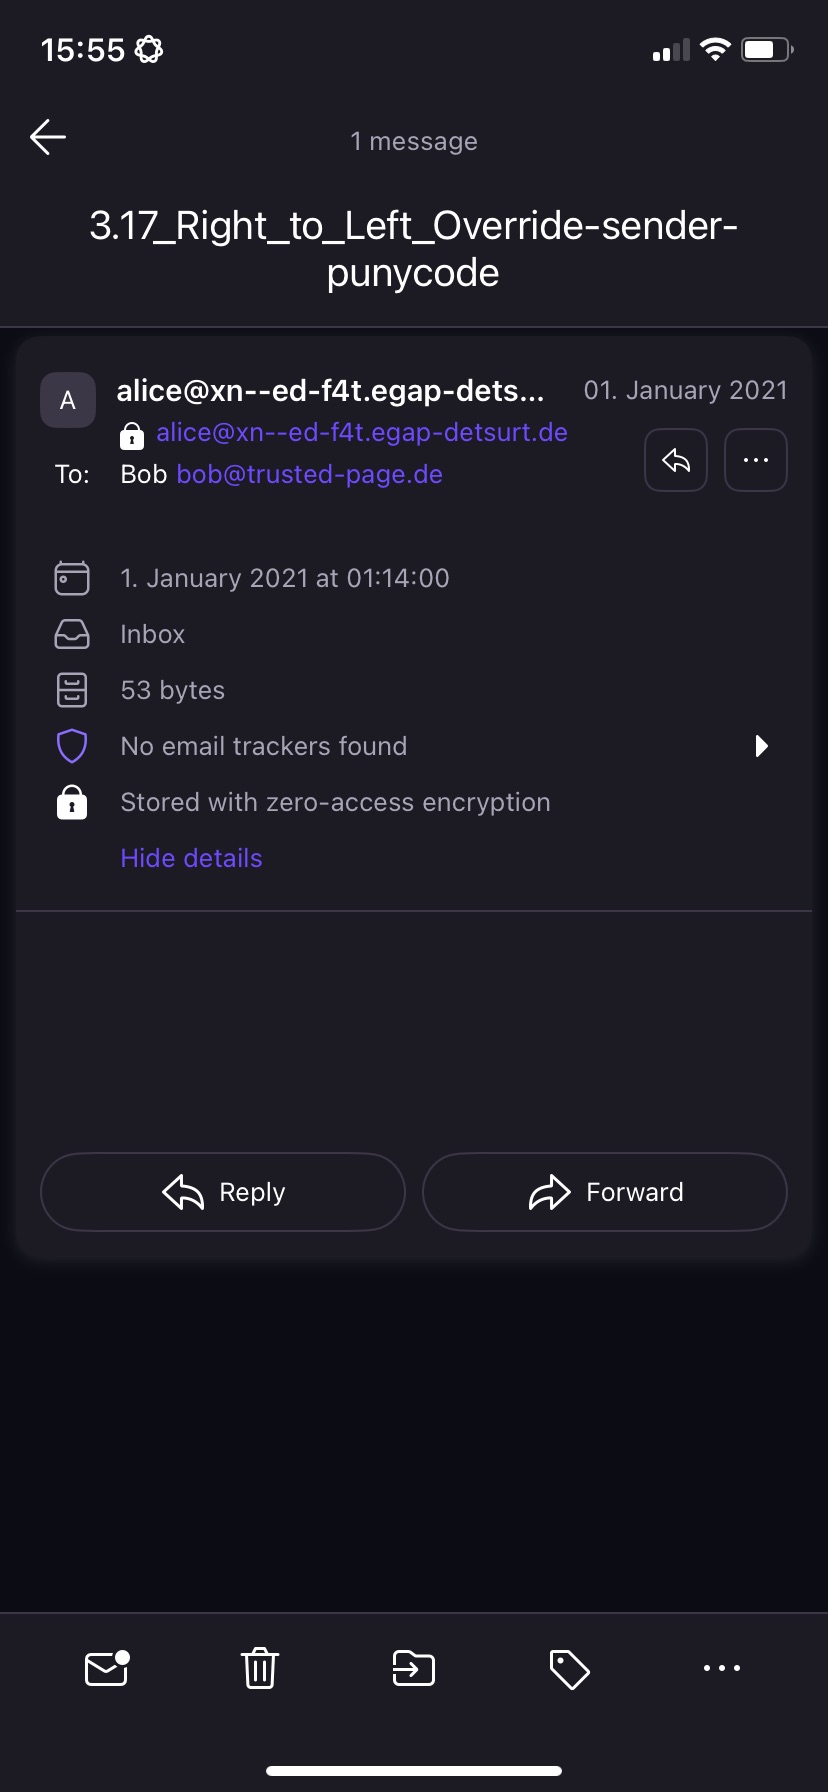 15:55
1 message
3.17_Right_to_Left_Override-sender-
punycode
A
alice@xn--ed-f4t.egap-dets...
01. January 2021
alice@xn--ed-f4t.egap-detsurt.de
To: Bob bob@trusted-page.de
1. January 2021 at 01:14:00
Inbox
53 bytes
No email trackers found
Stored with zero-access encryption
Hide details
Reply
Forward